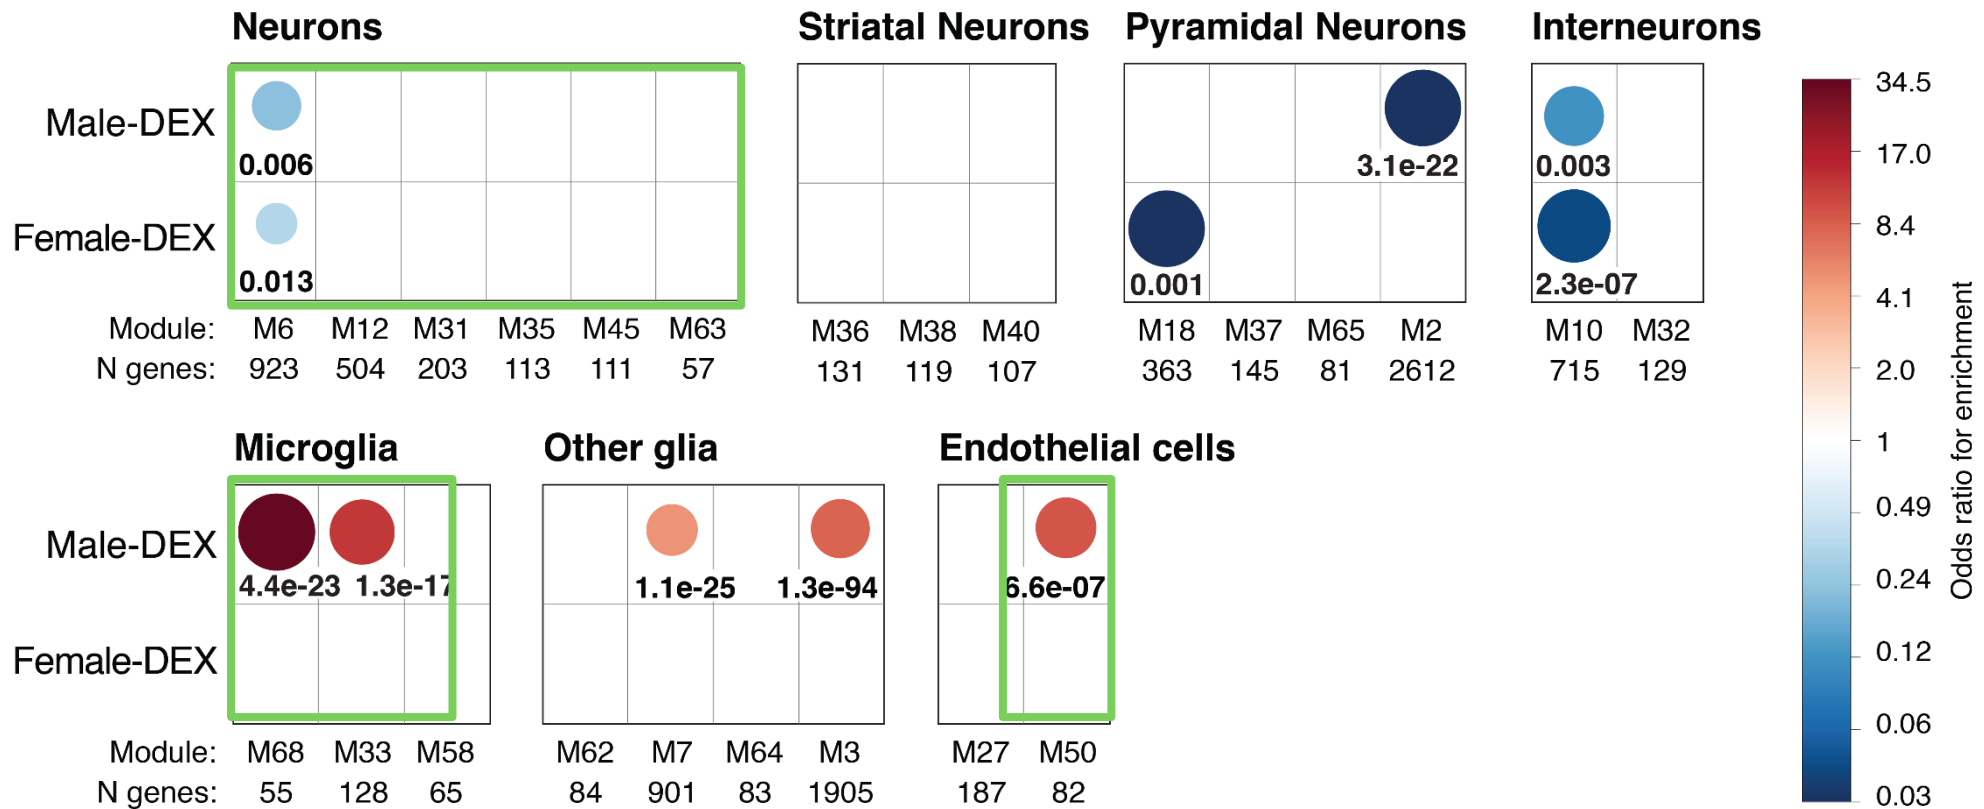 Neurons Striatal Neurons Pyramidal Neurons Interneurons
Male-DEX
0.006 3.1e-22 0.003
Female-DEX
0.013 0.001 2.3e-07
Module: M6 M12 M31 M35 M45 M63 M36 M38 M40 M18 M37 M65 M2 M10 M32
N genes: 923 504 203 113 111 57 131 119 107 363 145 81 2612 715 129
Microglia Other glia Endothelial cells
Male-DEX
4.4e-23 1.3e-17 1.1e-25 1.3e-94 6.6e-07
Female-DEX
Module: M68 M33 M58 M62 M7 M64 M3 M27 M50
N genes: 55 128 65 84 901 83 1905 187 82
34.5
17.0
8.4
4.1
2.0
1
0.49
0.24
0.12
0.06
0.03
Odds ratio for enrichment